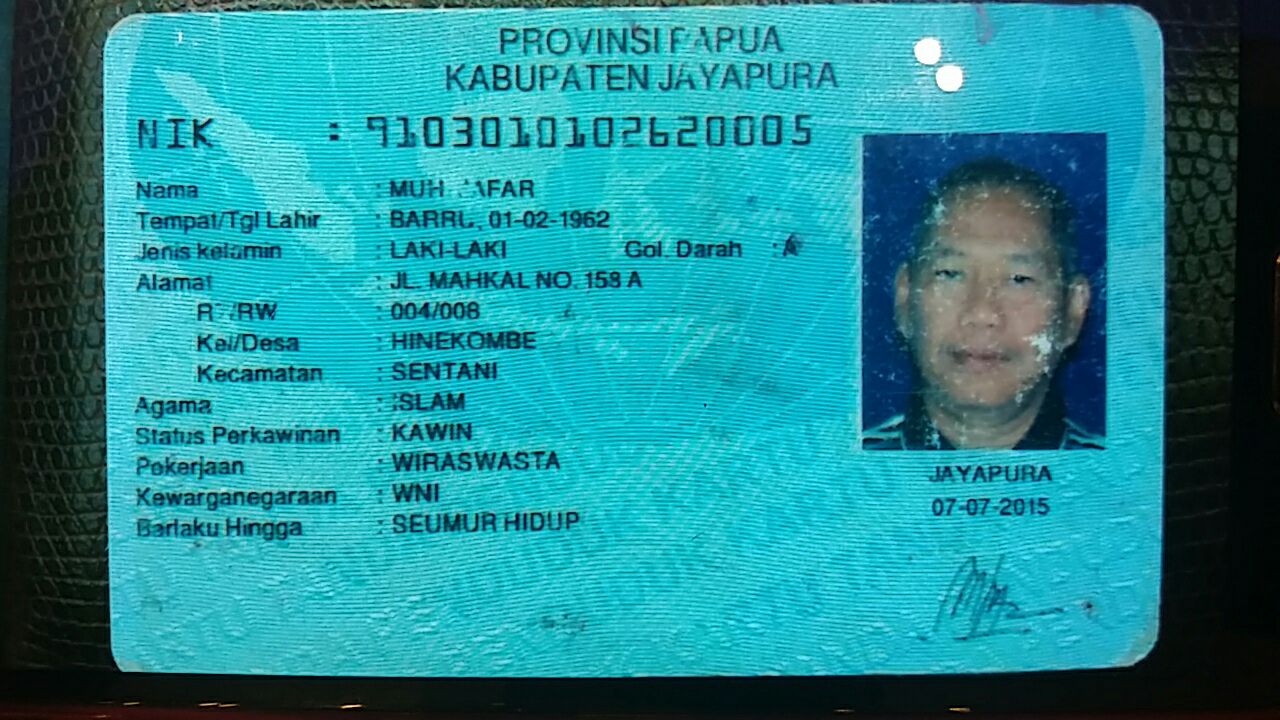 PROVINSI PAPUA
KABUPATEN JAYAPURA
NIK : 9103010102620005
Nama : MUH
Tempat/Tgl Lahir : BARRU, 01-02-1962
Jenis kelamin : LAKI-LAKI Gol. Darah : A
Alamat : JL. MAHKAL NO. 158 A
RT/RW : 004/008
Kel/Desa : HINEKOMBE
Kecamatan : SENTANI
Agama : ISLAM
Status Perkawinan : KAWIN
Pekerjaan : WIRASWASTA
Kewarganegaraan : WNI
Berlaku Hingga : SEUMUR HIDUP
JAYAPURA
07-07-2015